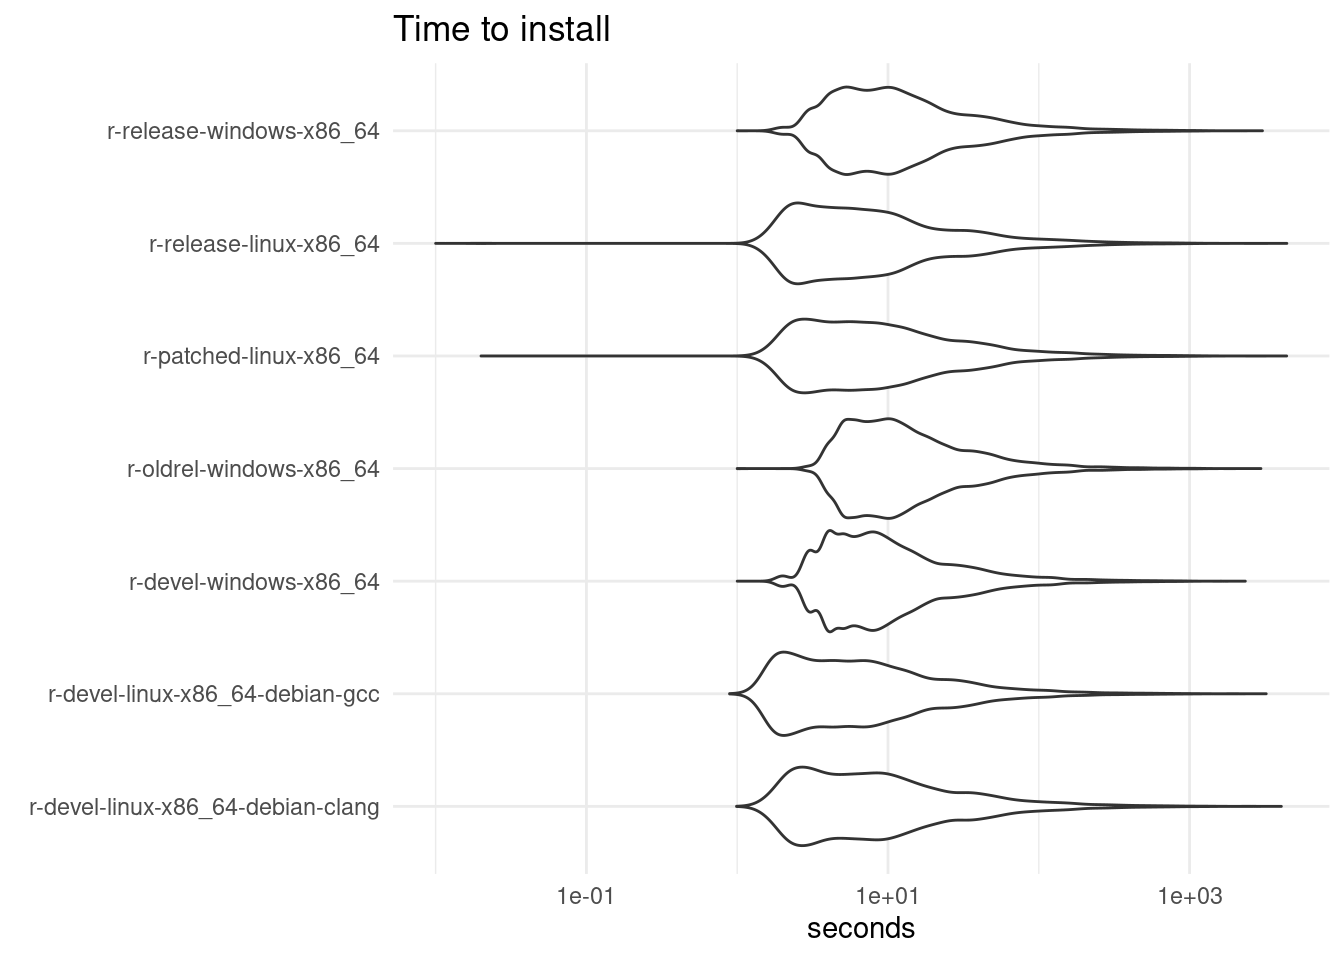 Time to install
r-release-windows-x86_64
r-release-linux-x86_64
r-patched-linux-x86_64
r-oldrel-windows-x86_64
r-devel-windows-x86_64
r-devel-linux-x86_64-debian-gcc
r-devel-linux-x86_64-debian-clang
1e-01 1e+01 1e+03
seconds